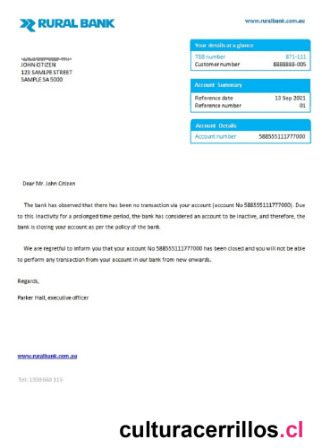 RURAL BANK
www.ruralbank.com.au
Your details at a glance
TSB number 871-111
Customer number 8888888-005
JOHN CITIZEN
123 SAMLPE STREET
SAMPLE SA 5000
Account Summary
Reference date 13 Sep 2021
Reference number 01
Account Details
Account number 588555111777000
Dear Mr. John Citizen
The bank has observed that there has been no transaction via your account (account No 588555111777000). Due
to this inactivity for a prolonged time period, the bank has considered an account to be inactive, and therefore, the
bank is closing your account as per the policy of the bank.
We are regretful to inform you that your account No 588555111777000 has been closed and you will not be able
to perform any transaction from your account in our bank from new onwards.
Regards,
Parker Hall, executive officer
www.ruralbank.com.au
Tel: 1300 660 115
culturacerrillos.cl